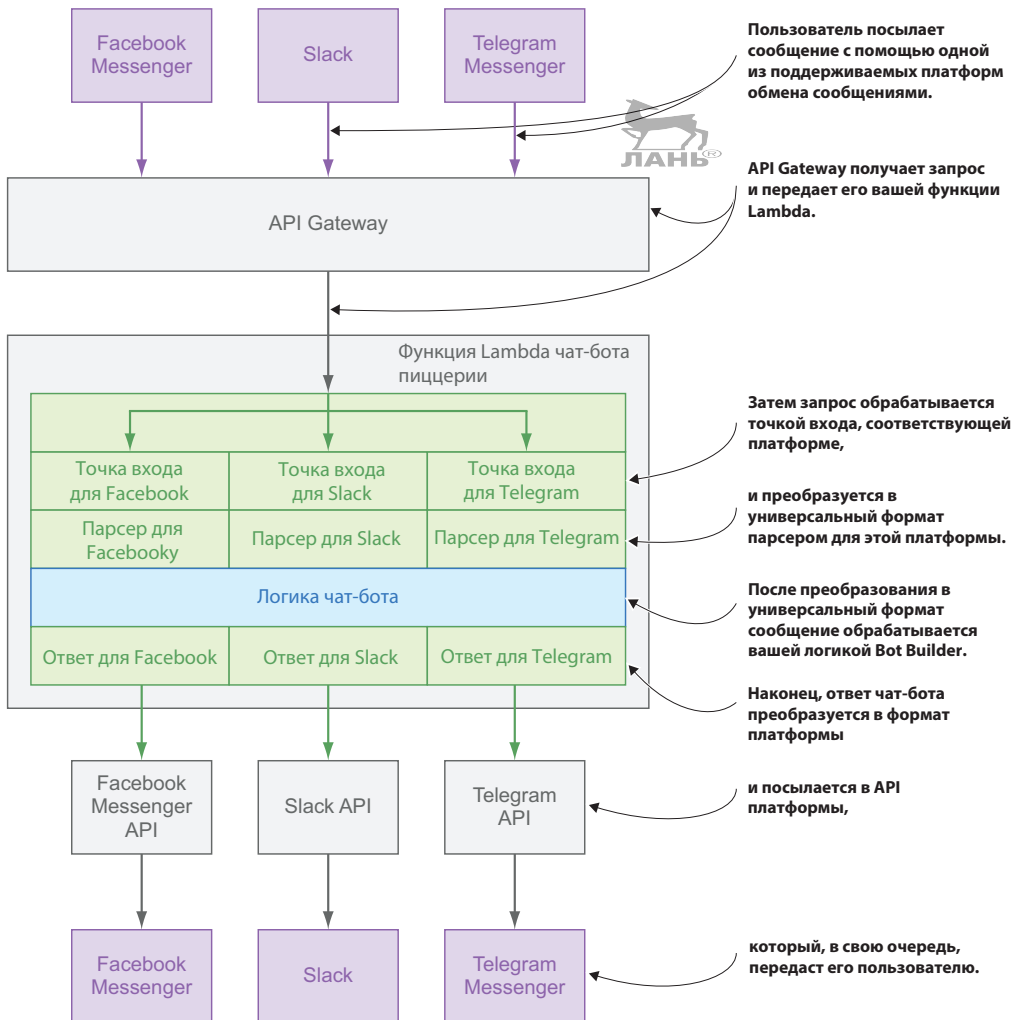 Facebook
Messenger
Slack
Telegram
Messenger
Пользователь посылает
сообщение с помощью одной
из поддерживаемых платформ
обмена сообщениями.
ЛАНЬ®
API Gateway получает запрос
и передает его вашей функции
Lambda.
API Gateway
Функция Lambda чат-бота
пиццерии
Затем запрос обрабатывается
точкой входа, соответствующей
платформе,
Точка входа
для Facebook
Точка входа
для Slack
Точка входа
для Telegram
и преобразуется в
универсальный формат
парсером для этой платформы.
Парсер для
Facebooky
Парсер для Slack
Парсер для Telegram
Логика чат-бота
После преобразования в
универсальный формат
сообщение обрабатывается
вашей логикой Bot Builder.
Ответ для Facebook
Ответ для Slack
Ответ для Telegram
Наконец, ответ чат-бота
преобразуется в формат
платформы
Facebook
Messenger
API
Slack API
Telegram
API
и посылается в API
платформы,
Facebook
Messenger
Slack
Telegram
Messenger
который, в свою очередь,
передаст его пользователю.